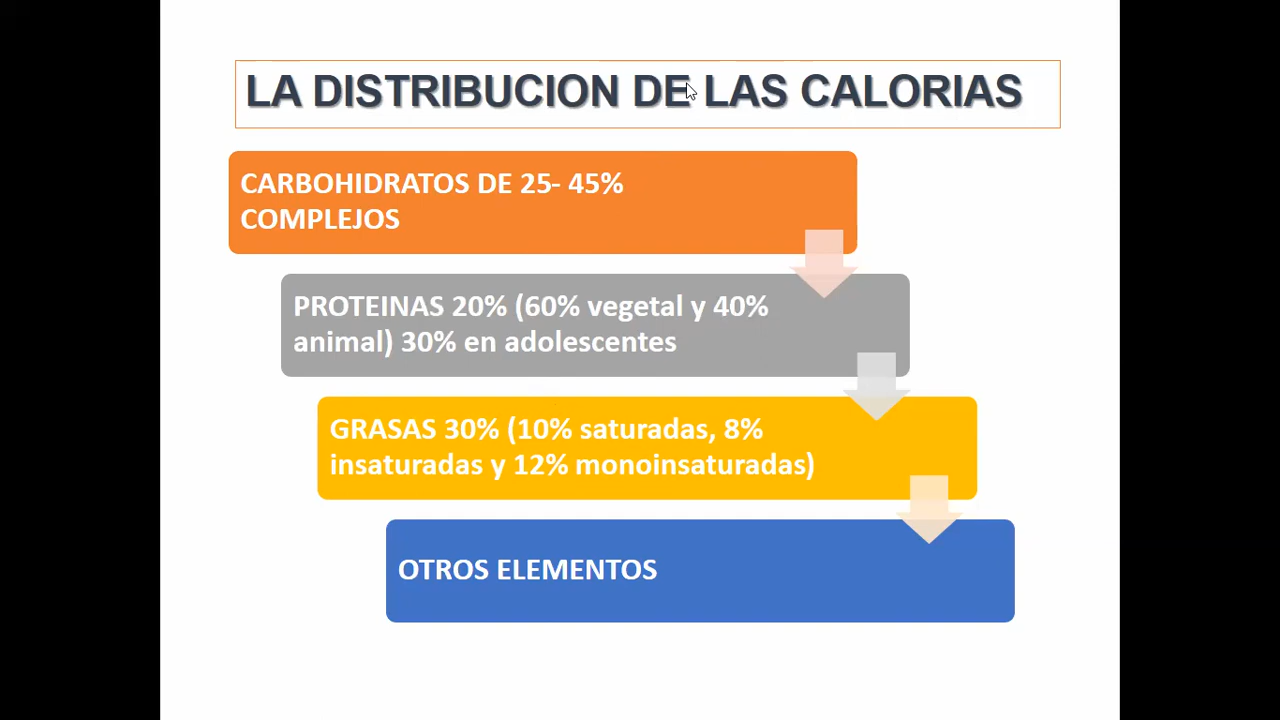 LA DISTRIBUCION DE LAS CALORIAS
CARBOHIDRATOS DE 25- 45%
COMPLEJOS
PROTEINAS 20% (60% vegetal y 40%
animal) 30% en adolescentes
GRASAS 30% (10% saturadas, 8%
insaturadas y 12% monoinsaturadas)
OTROS ELEMENTOS